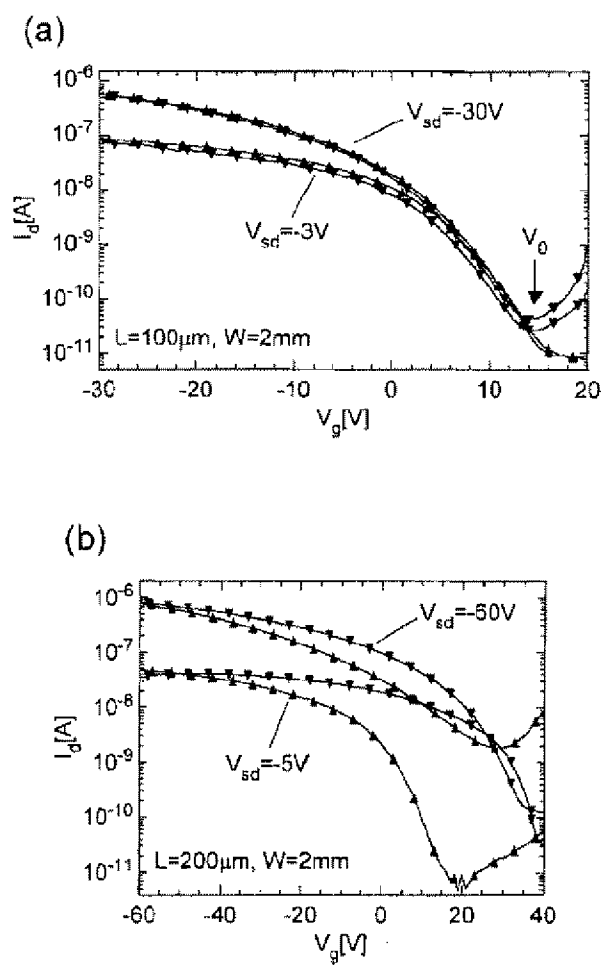 (a)
10⁻⁶
10⁻⁷
10⁻⁸
10⁻⁹
10⁻¹⁰
10⁻¹¹
I_d[A]
V_sd=-30V
V_sd=-3V
V_0
L=100μm, W=2mm
-30 -20 -10 0 10 20
V_g[V]
(b)
10⁻⁶
10⁻⁷
10⁻⁸
10⁻⁹
10⁻¹⁰
10⁻¹¹
I_d[A]
V_sd=-60V
V_sd=-5V
L=200μm, W=2mm
-60 -40 -20 0 20 40
V_g[V]